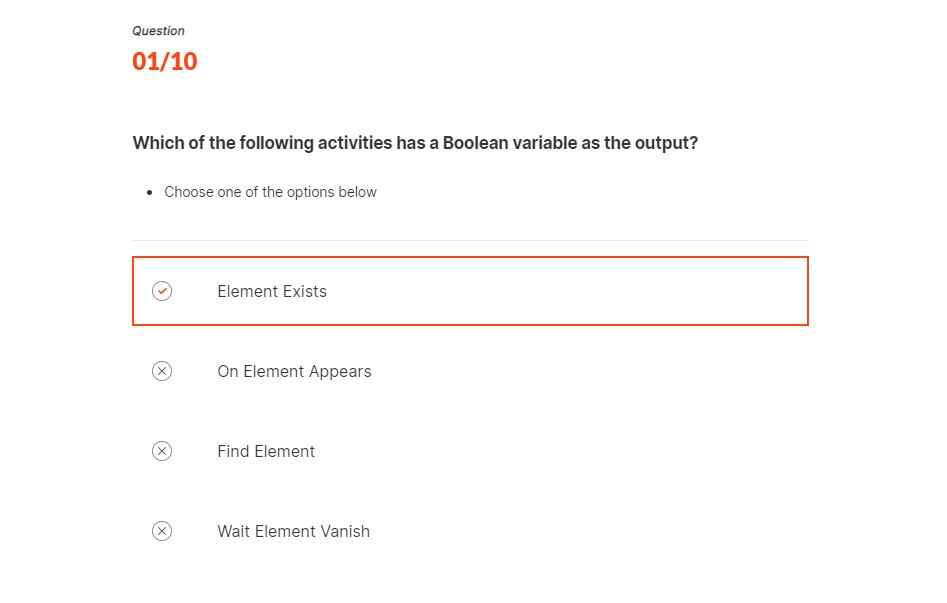 Question
01/10
Which of the following activities has a Boolean variable as the output?
• Choose one of the options below
Element Exists
On Element Appears
Find Element
Wait Element Vanish